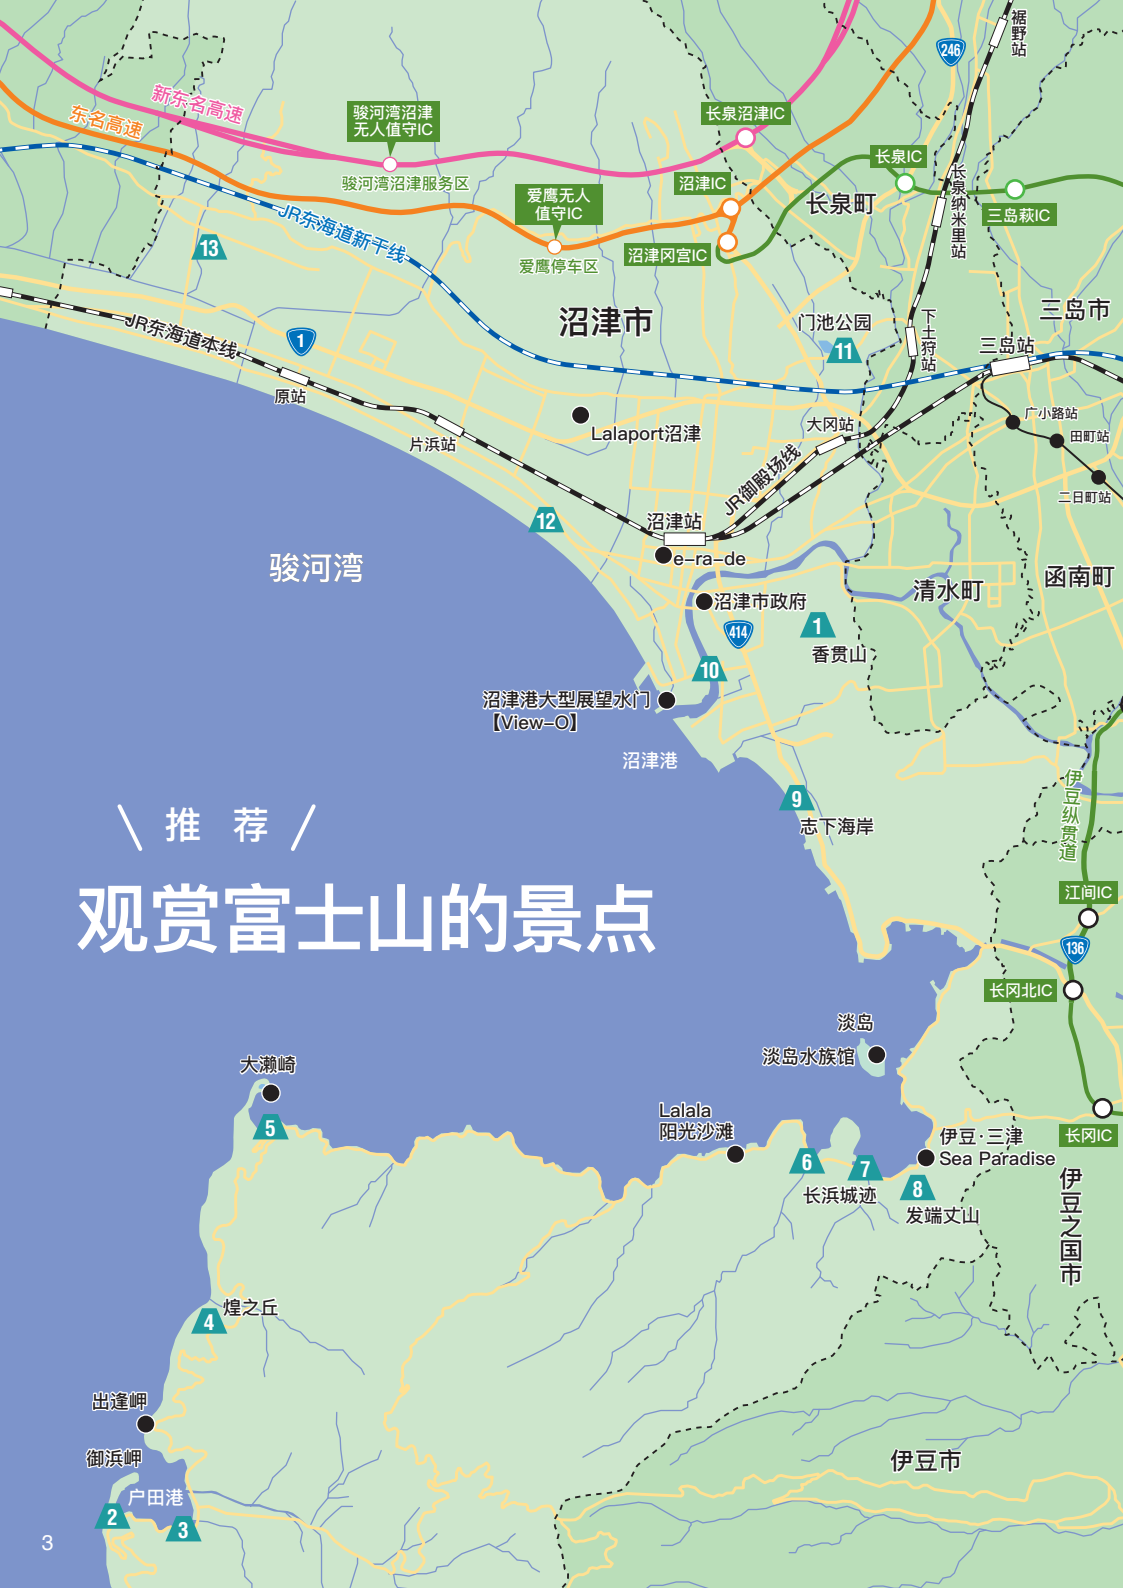 裾野站
246
新东名高速
东名高速
骏河湾沼津
无人值守IC
长泉沼津IC
长泉IC
骏河湾沼津服务区
沼津IC
长泉町
长泉纳米里站
爱鹰无人
值守IC
三岛萩IC
JR东海道新干线
13
沼津冈宫IC
爱鹰停车区
沼津市
三岛市
门池公园
下土狩站
JR东海道本线
1
11
三岛站
原站
广小路站
Lalaport沼津
大冈站
田町站
片浜站
JR御殿场线
二日町站
12
沼津站
e-ra-de
骏河湾
函南町
清水町
沼津市政府
414
1
香贯山
10
沼津港大型展望水门
【View-O】
沼津港
伊豆纵贯道
9
志下海岸
推 荐
观赏富士山的景点
江间IC
136
长冈北IC
淡岛
淡岛水族馆
大濑崎
5
Lalala
阳光沙滩
长冈IC
伊豆·三津
Sea Paradise
6
7
长浜城迹
8
发端丈山
伊豆之国市
煌之丘
4
出逢岬
御浜岬
伊豆市
户田港
2
3
3